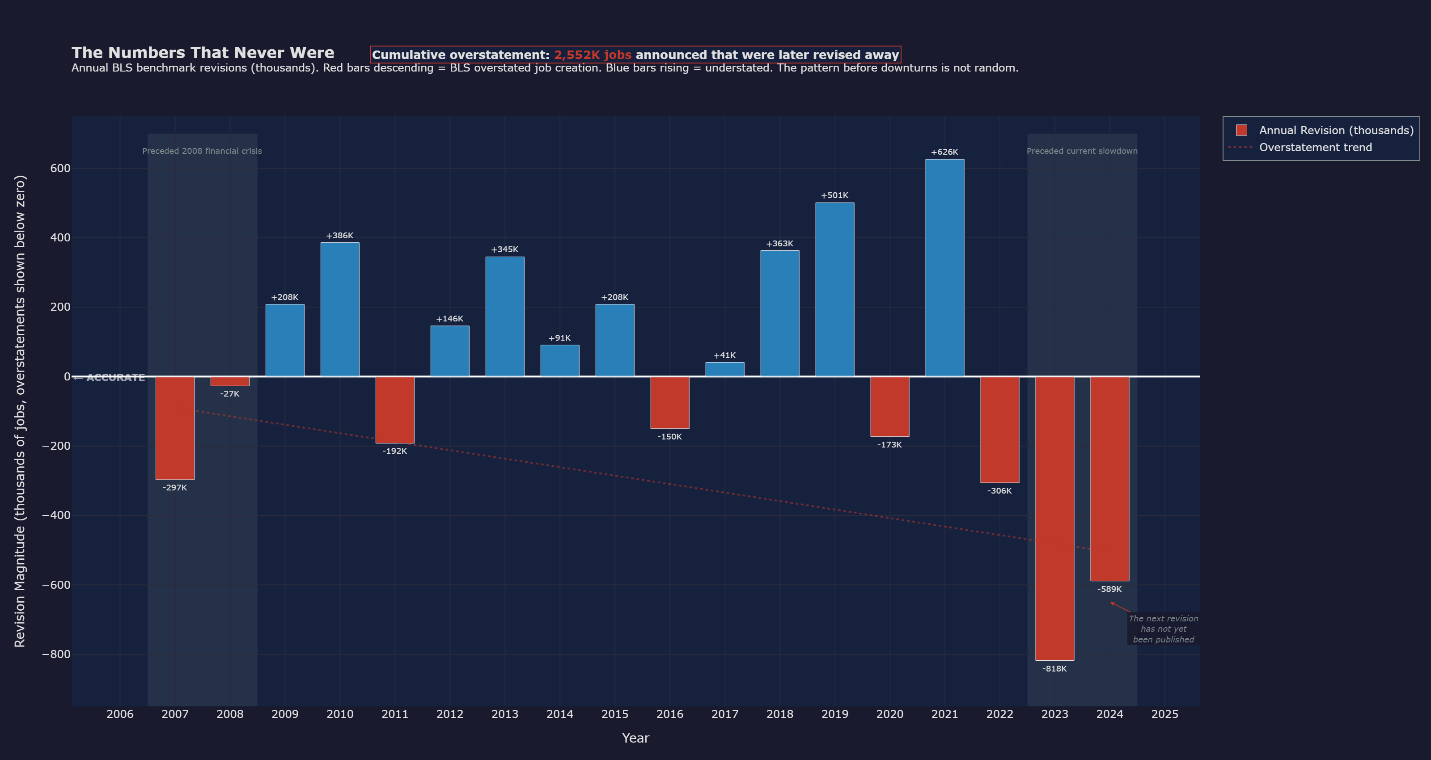 The Numbers That Never Were
Cumulative overstatement: 2,552K jobs announced that were later revised away
Annual BLS benchmark revisions (thousands). Red bars descending = BLS overstated job creation. Blue bars rising = understated. The pattern before downturns is not random.
Annual Revision (thousands)
Overstatement trend
Preceded 2008 financial crisis
Preceded current slowdown
Revision Magnitude (thousands of jobs, overstatements shown below zero)
600
400
200
0
−200
−400
−600
−800
← ACCURATE
-297K
-27K
+208K
+386K
-192K
+146K
+345K
+91K
+208K
-150K
+41K
+363K
+501K
-173K
+626K
-306K
-818K
-589K
The next revision
has not yet
been published
2006
2007
2008
2009
2010
2011
2012
2013
2014
2015
2016
2017
2018
2019
2020
2021
2022
2023
2024
2025
Year